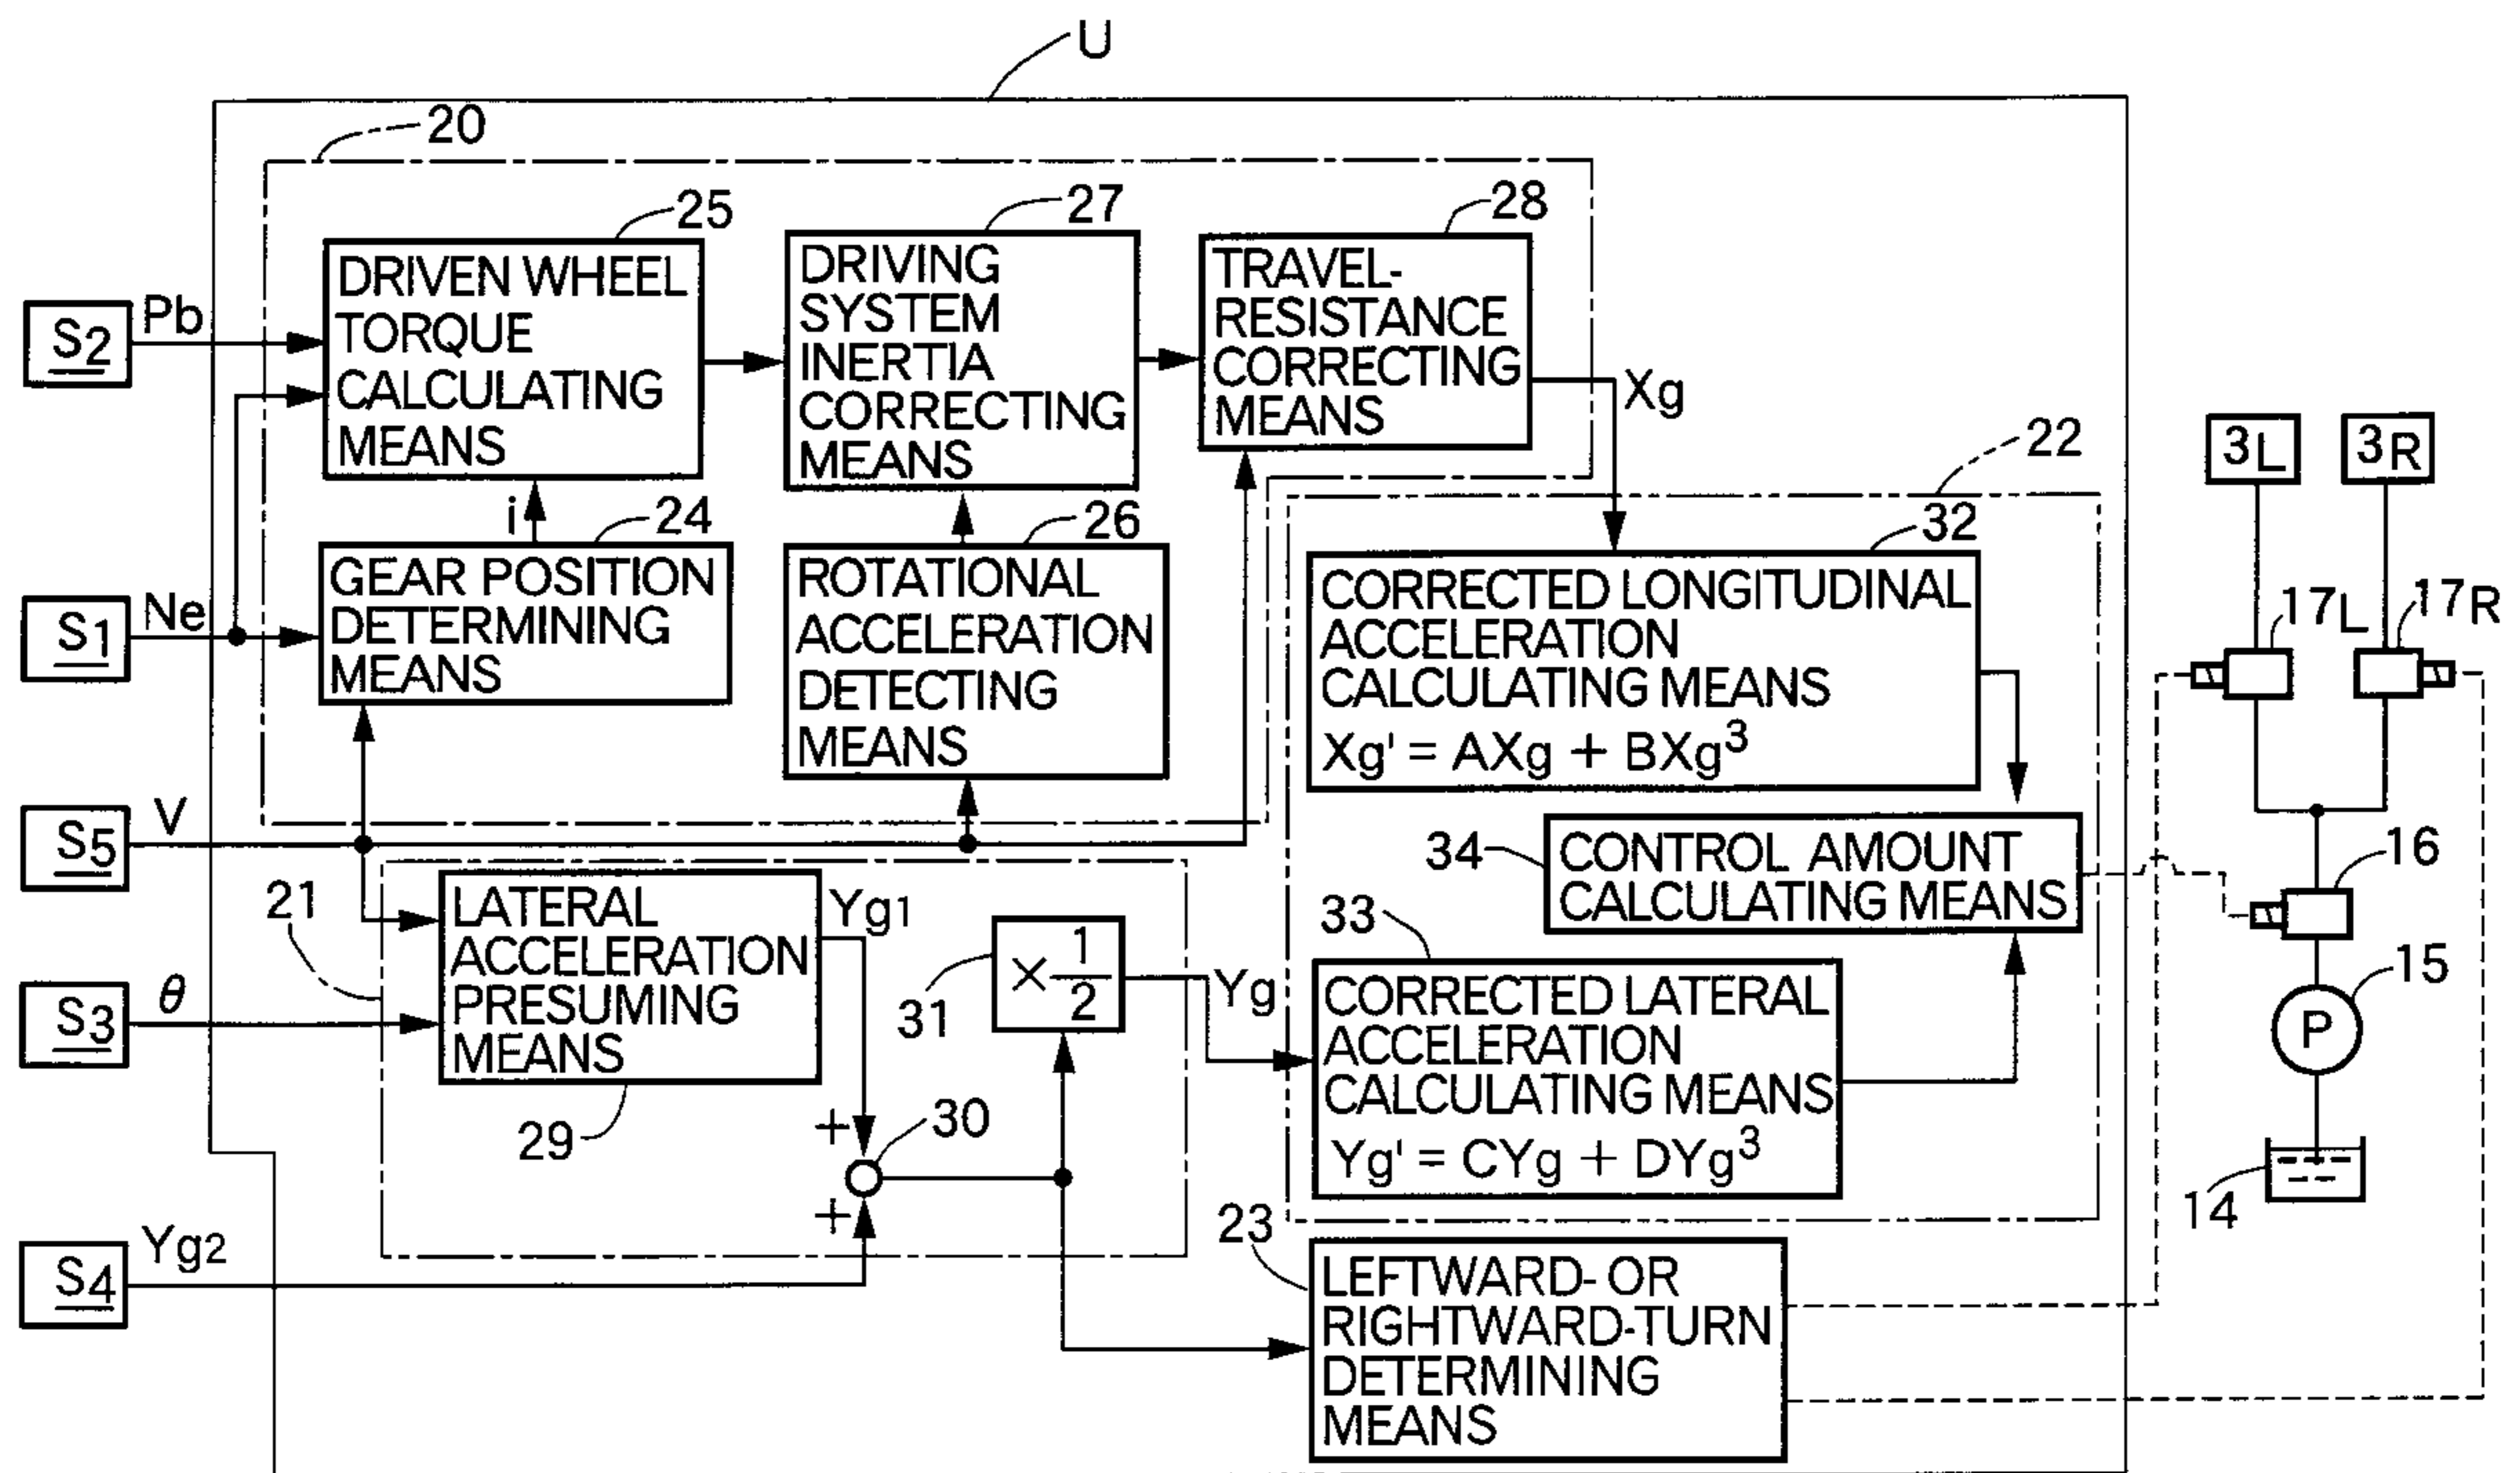 U
20
25
27
28
DRIVEN WHEEL
TORQUE
CALCULATING
MEANS
DRIVING
SYSTEM
INERTIA
CORRECTING
MEANS
TRAVEL-
RESISTANCE
CORRECTING
MEANS
S2
Pb
Xg
22
3L
3R
i
24
26
32
GEAR POSITION
DETERMINING
MEANS
ROTATIONAL
ACCELERATION
DETECTING
MEANS
CORRECTED LONGITUDINAL
ACCELERATION
CALCULATING MEANS
Xg' = AXg + BXg³
S1
Ne
17L
17R
S5
V
34
CONTROL AMOUNT
CALCULATING MEANS
16
21
LATERAL
ACCELERATION
PRESUMING
MEANS
Yg1
29
31
× 1/2
Yg
33
CORRECTED LATERAL
ACCELERATION
CALCULATING MEANS
Yg' = CYg + DYg³
15
P
14
S3
θ
+
30
+
S4
Yg2
23
LEFTWARD- OR
RIGHTWARD-TURN
DETERMINING
MEANS